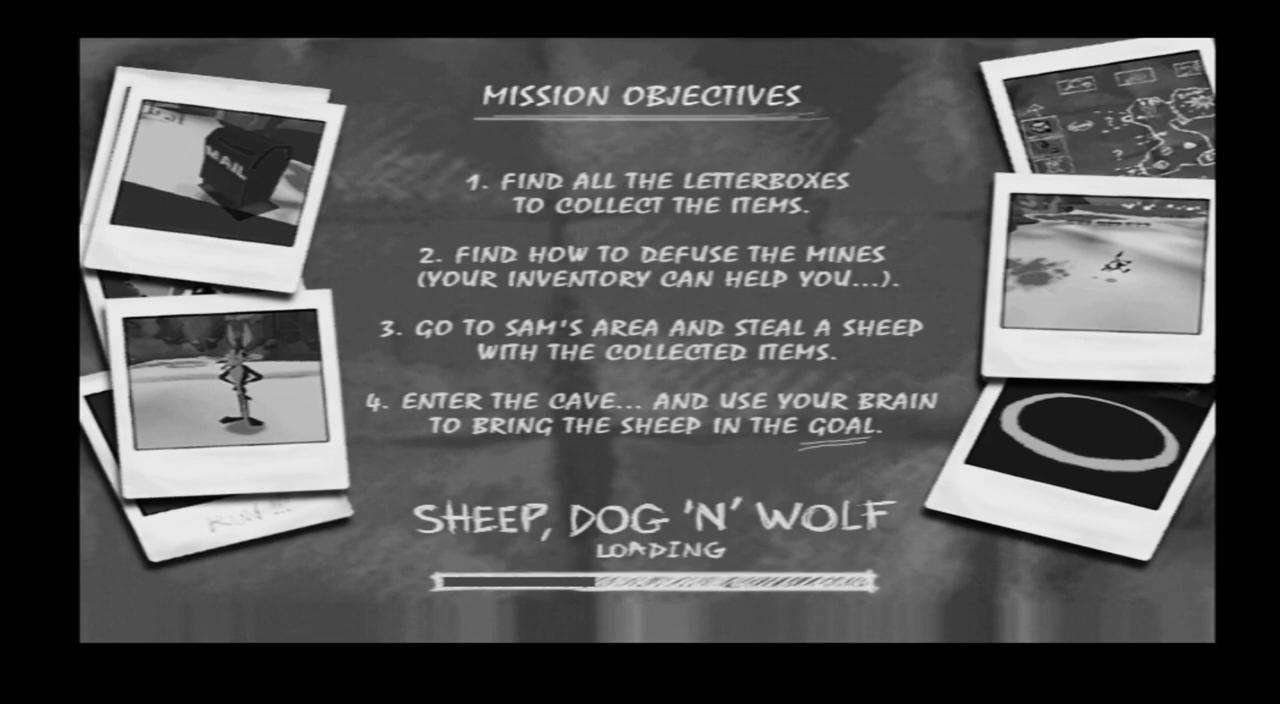 MISSION OBJECTIVES
MAIL
1. FIND ALL THE LETTERBOXES
TO COLLECT THE ITEMS.
2. FIND HOW TO DEFUSE THE MINES
(YOUR INVENTORY CAN HELP YOU...).
3. GO TO SAM'S AREA AND STEAL A SHEEP
WITH THE COLLECTED ITEMS.
4. ENTER THE CAVE... AND USE YOUR BRAIN
TO BRING THE SHEEP IN THE GOAL.
SHEEP, DOG 'N' WOLF
LOADING